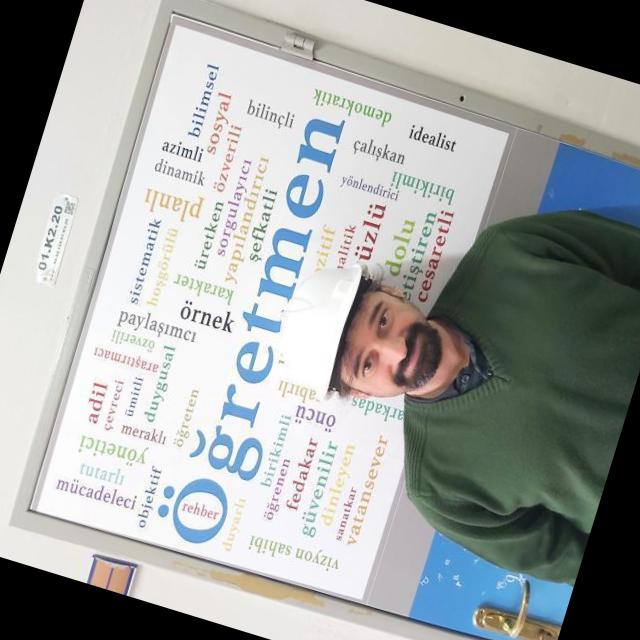 01.K2.20
bilimsel
sosyal
bilinçli
demokratik
idealist
azimli
dinamik
özverili
çalışkan
yönlendirici
birikimli
planlı
üretken
sorgulayıcı
yapılandırıcı
şefkatli
sistematik
hoşgörülü
dolu
cesaretli
karakter
örnek
paylaşımcı
özverili
araştırmacı
Öğretmen
rehber
adil
çevreci
ümitli
duygusal
meraklı
öğreten
öncü
yönetici
tutarlı
mücadeleci
objektif
duyarlı
birikimli
öğrenen
fedakar
güvenilir
dinleyen
sanatkar
vatansever
vizyon sahibi